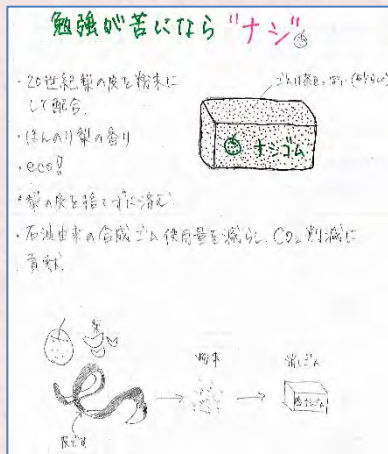 勉強が苦になら"ナシ"
・20世紀梨の皮を粉末に
して配合
・ほんのり梨の香り
・eco!!
・梨の皮を捨てずに済む
・石油由来の合成ゴム使用量を減らし、CO₂削減に
貢献
ナシゴム
粉末
消しゴム
皮です